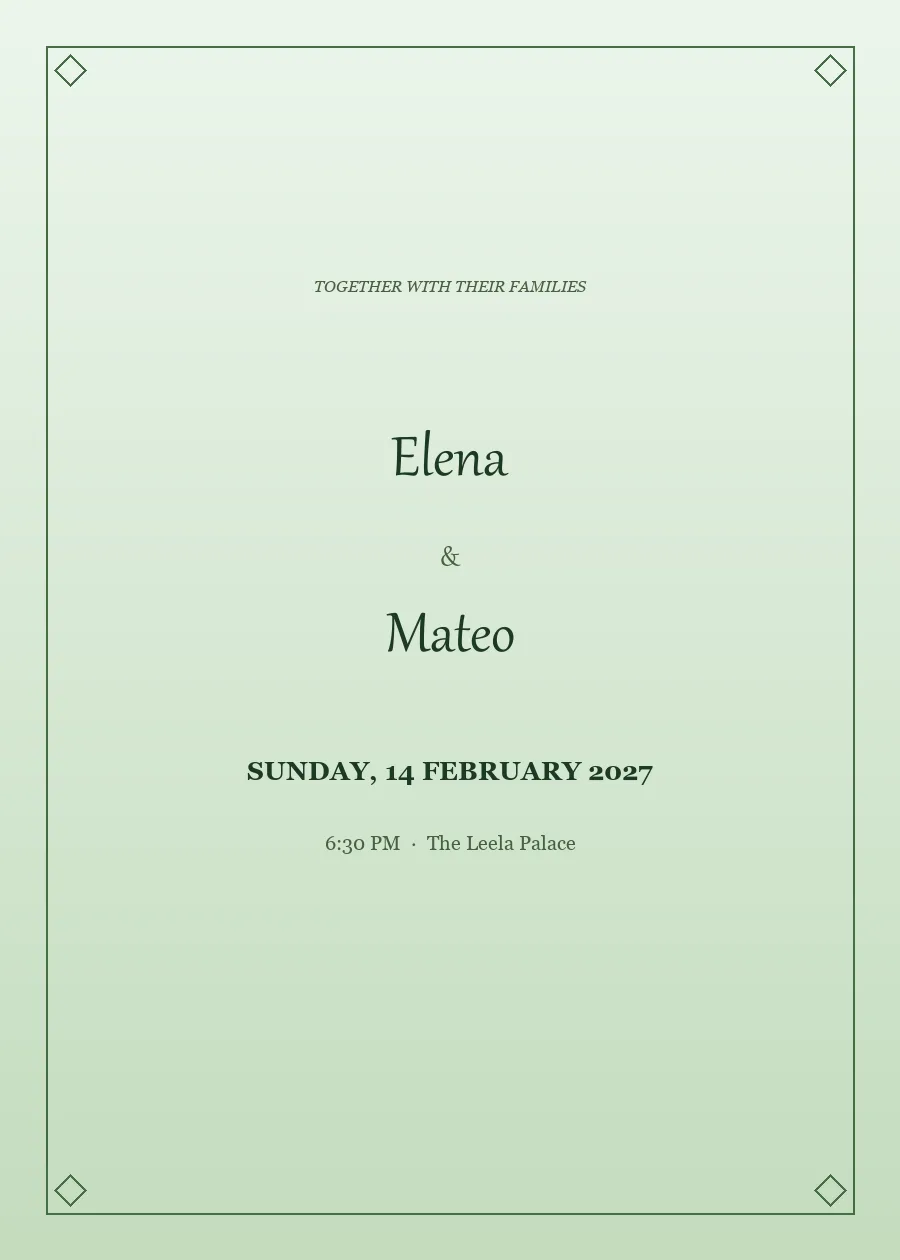 TOGETHER WITH THEIR FAMILIES
Elena
&
Mateo
SUNDAY, 14 FEBRUARY 2027
6:30 PM · The Leela Palace